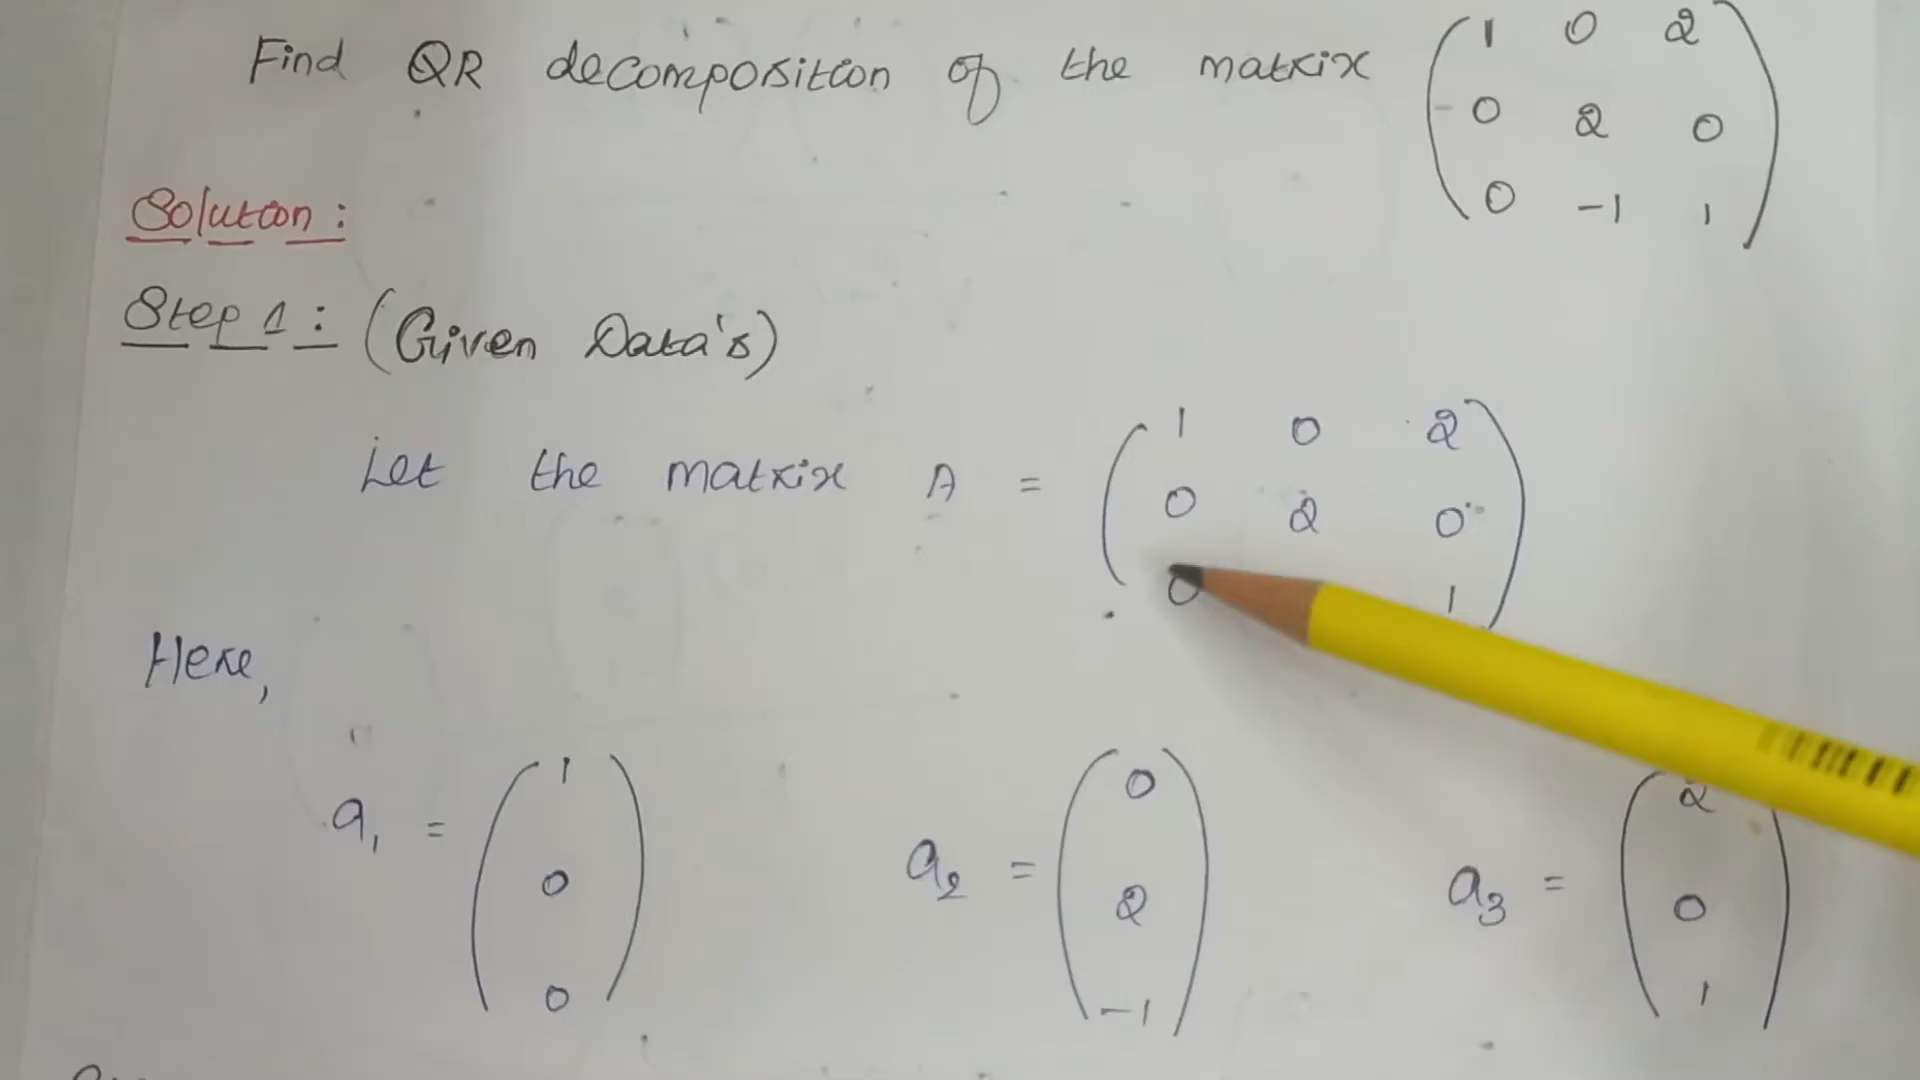 Find QR decomposition of the matrix
1 0 2
0 2 0
0 -1 1
Solution:
Step 1: (Given Data's)
Let the matrix A =
1 0 2
0 2 0
0 1
Here,
a1 =
1
0
0
a2 =
0
2
-1
a3 =
2
0
1